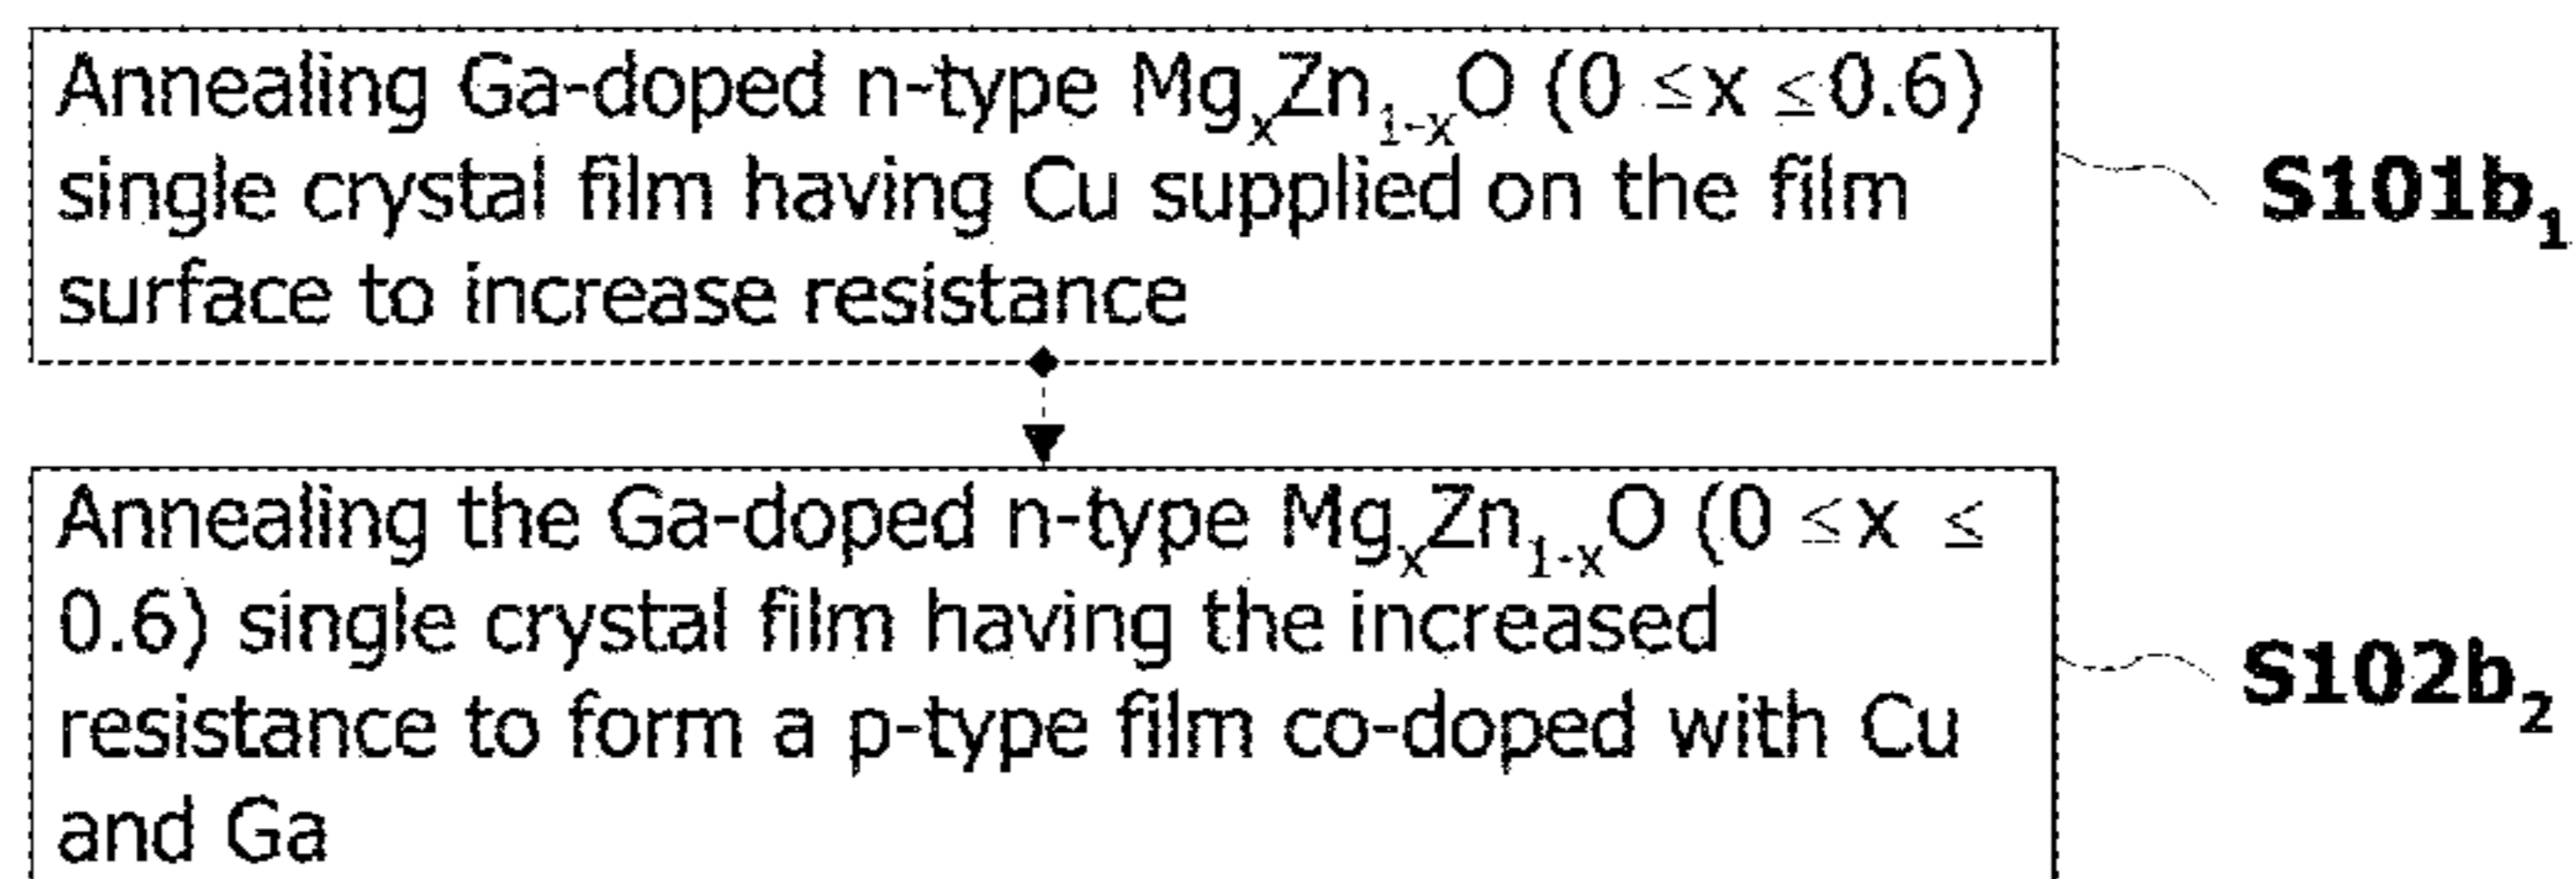 Annealing Ga-doped n-type MgₓZn₁₋ₓO (0 ≤x ≤0.6)
single crystal film having Cu supplied on the film
surface to increase resistance
S101b₁
Annealing the Ga-doped n-type MgₓZn₁₋ₓO (0 ≤x ≤
0.6) single crystal film having the increased
resistance to form a p-type film co-doped with Cu
and Ga
S102b₂